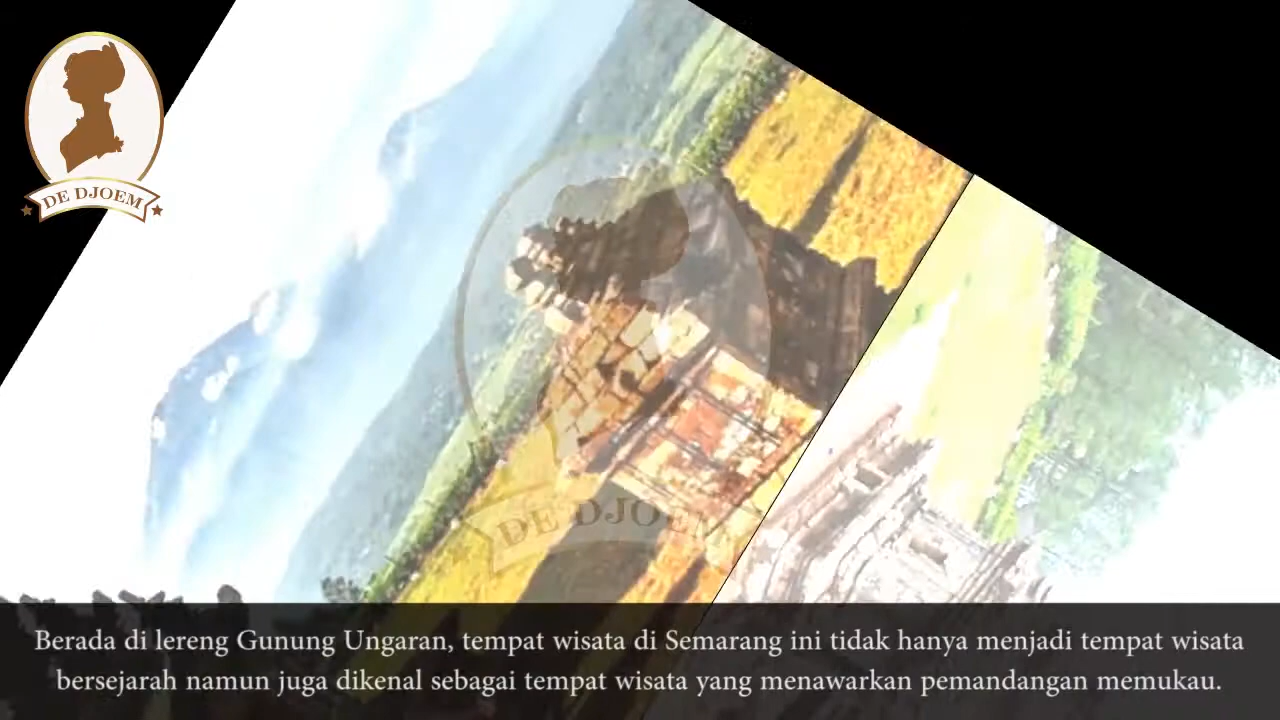 DE DJOEM
DE DJOEM
Berada di lereng Gunung Ungaran, tempat wisata di Semarang ini tidak hanya menjadi tempat wisata
bersejarah namun juga dikenal sebagai tempat wisata yang menawarkan pemandangan memukau.